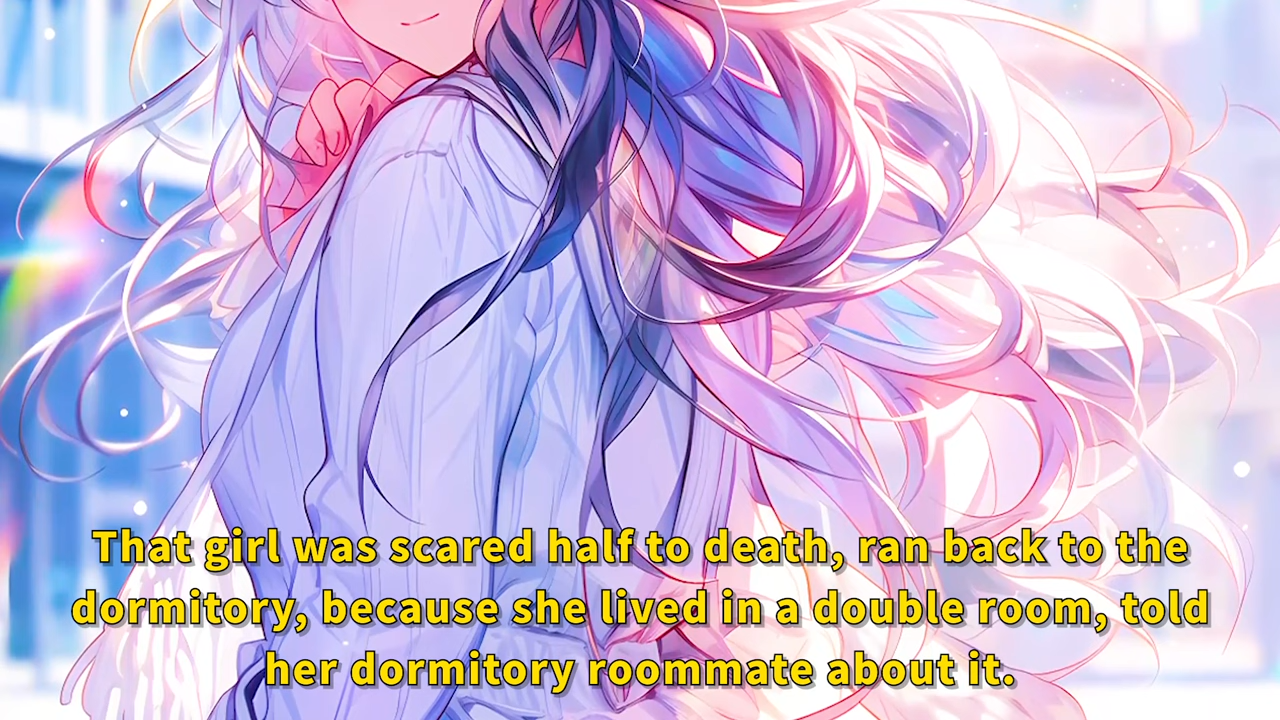 That girl was scared half to death, ran back to the
dormitory, because she lived in a double room, told
her dormitory roommate about it.